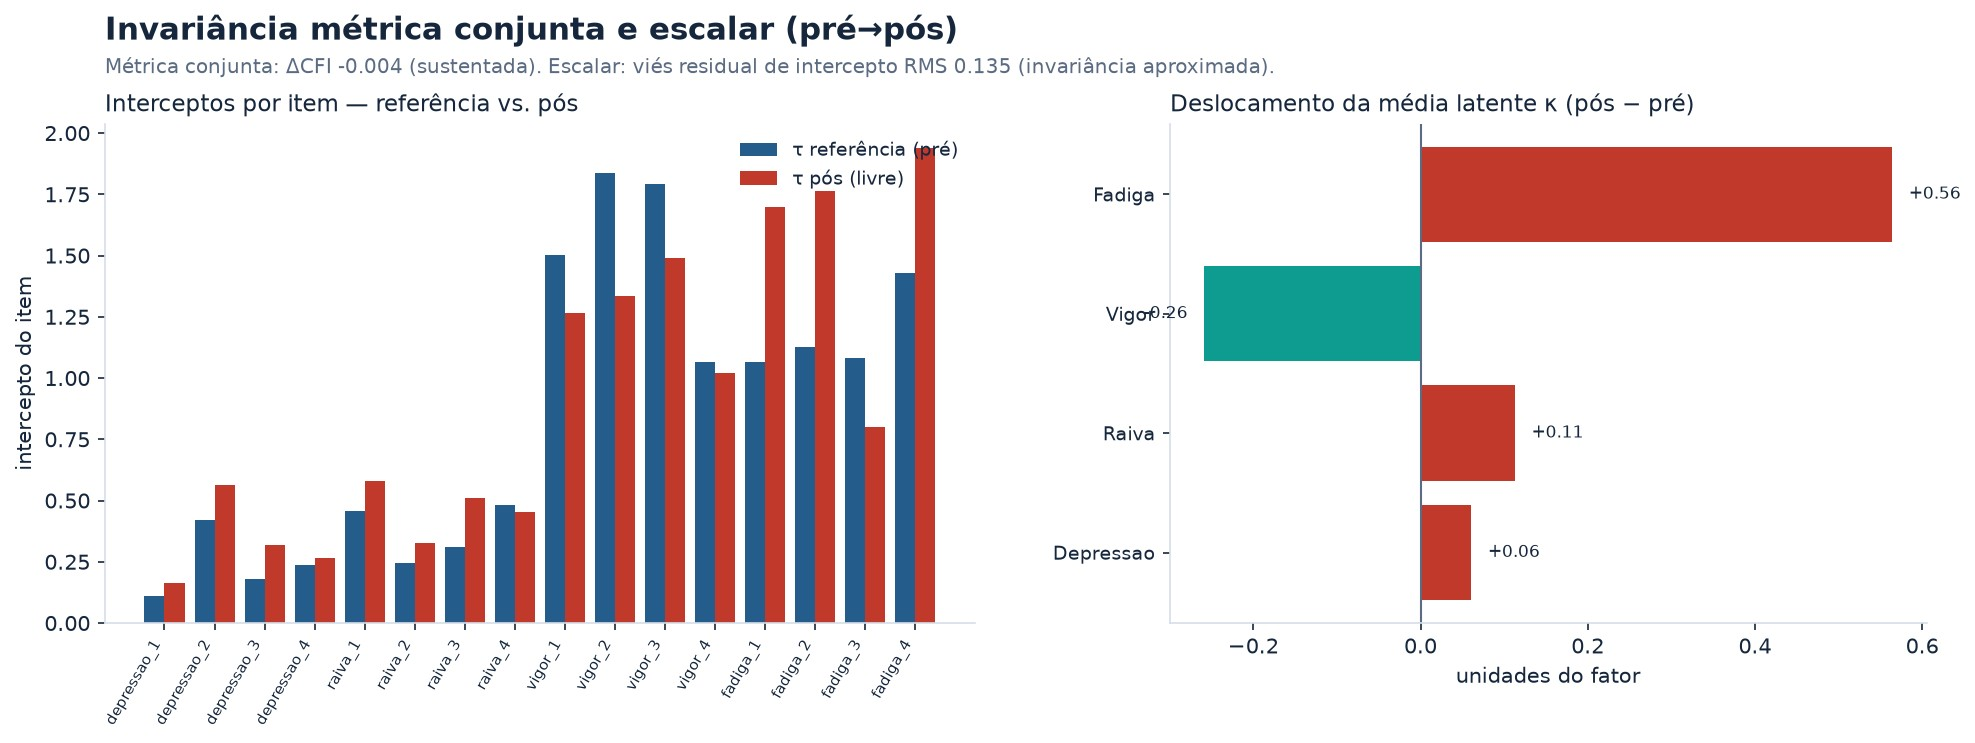 Invariância métrica conjunta e escalar (pré→pós)
Métrica conjunta: ΔCFI -0.004 (sustentada). Escalar: viés residual de intercepto RMS 0.135 (invariância aproximada).
Interceptos por item — referência vs. pós
τ referência (pré)
τ pós (livre)
intercepto do item
2.00
1.75
1.50
1.25
1.00
0.75
0.50
0.25
0.00
depressao_1
depressao_2
depressao_3
depressao_4
raiva_1
raiva_2
raiva_3
raiva_4
vigor_1
vigor_2
vigor_3
vigor_4
fadiga_1
fadiga_2
fadiga_3
fadiga_4
Deslocamento da média latente κ (pós − pré)
Fadiga
+0.56
Vigor
−0.26
Raiva
+0.11
Depressao
+0.06
−0.2
0.0
0.2
0.4
0.6
unidades do fator